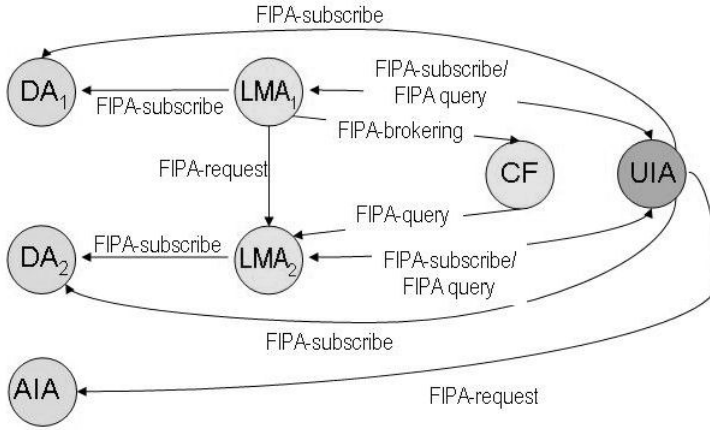 FIPA-subscribe
FIPA-subscribe/
FIPA query
DA1
FIPA-subscribe
LMA1
FIPA-brokering
FIPA-request
CF
UIA
FIPA-query
DA2
FIPA-subscribe
LMA2
FIPA-subscribe/
FIPA query
FIPA-subscribe
AIA
FIPA-request